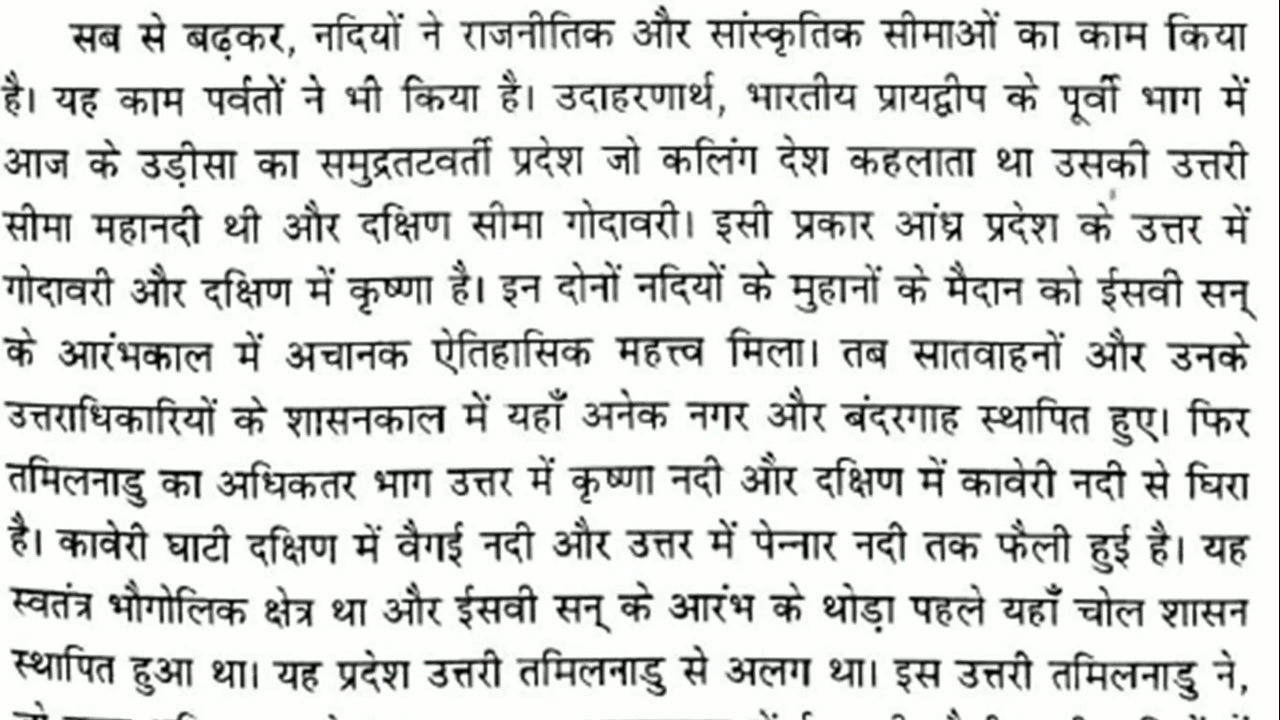 सब से बढ़कर, नदियों ने राजनीतिक और सांस्कृतिक सीमाओं का काम किया
है। यह काम पर्वतों ने भी किया है। उदाहरणार्थ, भारतीय प्रायद्वीप के पूर्वी भाग में
आज के उड़ीसा का समुद्रतटवर्ती प्रदेश जो कलिंग देश कहलाता था उसकी उत्तरी
सीमा महानदी थी और दक्षिण सीमा गोदावरी। इसी प्रकार आंध्र प्रदेश के उत्तर में
गोदावरी और दक्षिण में कृष्णा है। इन दोनों नदियों के मुहानों के मैदान को ईसवी सन्
के आरंभकाल में अचानक ऐतिहासिक महत्त्व मिला। तब सातवाहनों और उनके
उत्तराधिकारियों के शासनकाल में यहाँ अनेक नगर और बंदरगाह स्थापित हुए। फिर
तमिलनाडु का अधिकतर भाग उत्तर में कृष्णा नदी और दक्षिण में कावेरी नदी से घिरा
है। कावेरी घाटी दक्षिण में वैगई नदी और उत्तर में पेन्नार नदी तक फैली हुई है। यह
स्वतंत्र भौगोलिक क्षेत्र था और ईसवी सन् के आरंभ के थोड़ा पहले यहाँ चोल शासन
स्थापित हुआ था। यह प्रदेश उत्तरी तमिलनाडु से अलग था। इस उत्तरी तमिलनाडु ने,